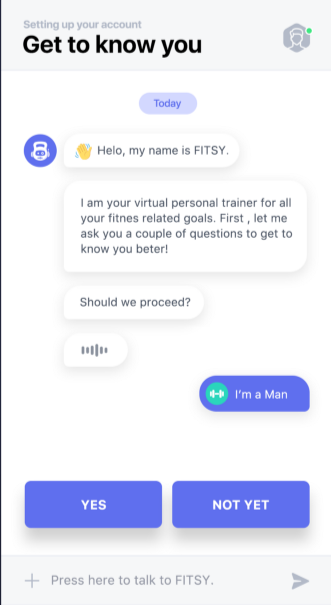 Setting up your account
Get to know you
Today
👋 Helo, my name is FITSY.
I am your virtual personal trainer for all
your fitnes related goals. First , let me
ask you a couple of questions to get to
know you beter!
Should we proceed?
I'm a Man
YES
NOT YET
Press here to talk to FITSY.